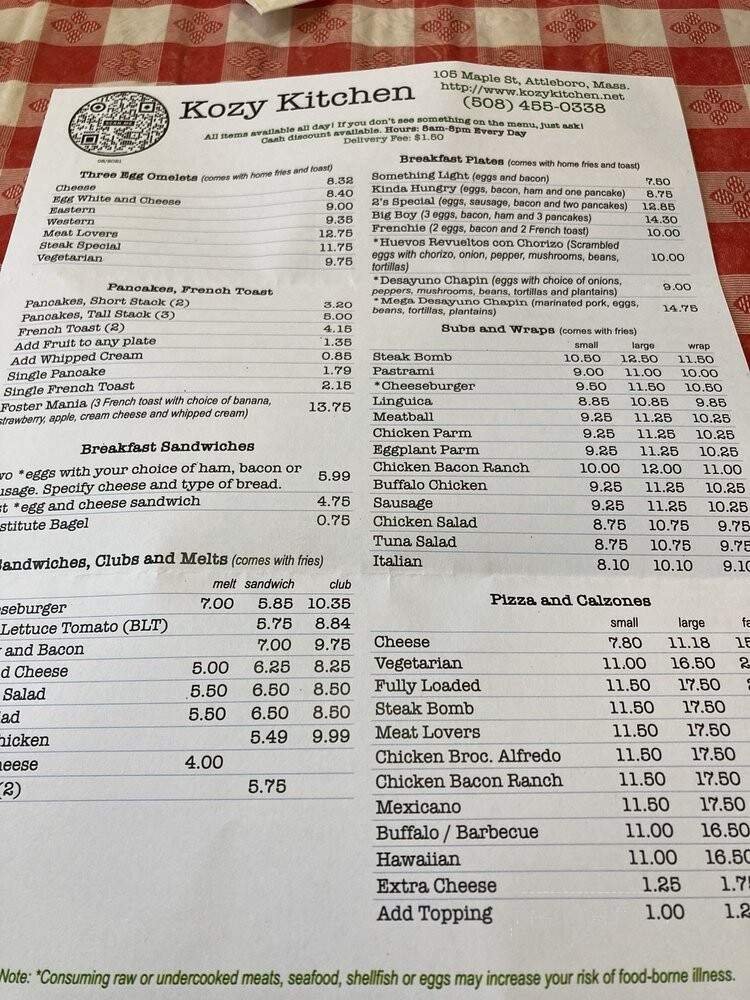 Kozy Kitchen
105 Maple St, Attleboro, Mass.
http://www.kozykitchen.net
(508) 455-0338
All items available all day! If you don't see something on the menu, just ask!
Cash discount available. Hours: 8am-8pm Every Day
Delivery Fee: $1.50
Three Egg Omelets (comes with home fries and toast)
Cheese 8.32
Egg White and Cheese 8.40
Eastern 9.00
Western 9.35
Meat Lovers 12.75
Steak Special 11.75
Vegetarian 9.75
Pancakes, French Toast
Pancakes, Short Stack (2) 3.20
Pancakes, Tall Stack (3) 5.00
French Toast (2) 4.15
Add Fruit to any plate 1.35
Add Whipped Cream 0.85
Single Pancake 1.79
Single French Toast 2.15
Foster Mania (3 French toast with choice of banana, 13.75
strawberry, apple, cream cheese and whipped cream)
Breakfast Sandwiches
wo *eggs with your choice of ham, bacon or 5.99
usage. Specify cheese and type of bread.
st *egg and cheese sandwich 4.75
stitute Bagel 0.75
Sandwiches, Clubs and Melts (comes with fries)
melt sandwich club
eseburger 7.00 5.85 10.35
Lettuce Tomato (BLT) 5.75 8.84
and Bacon 7.00 9.75
d Cheese 5.00 6.25 8.25
Salad 5.50 6.50 8.50
ad 5.50 6.50 8.50
hicken 5.49 9.99
heese 4.00
(2) 5.75
Breakfast Plates (comes with home fries and toast)
Something Light (eggs and bacon) 7.50
Kinda Hungry (eggs, bacon, ham and one pancake) 8.75
2's Special (eggs, sausage, bacon and two pancakes) 12.85
Big Boy (3 eggs, bacon, ham and 3 pancakes) 14.30
Frenchie (2 eggs, bacon and 2 French toast) 10.00
*Huevos Revueltos con Chorizo (Scrambled
eggs with chorizo, onion, pepper, mushrooms, beans, 10.00
tortillas)
*Desayuno Chapin (eggs with choice of onions, 9.00
peppers, mushrooms, beans, tortillas and plantains)
*Mega Desayuno Chapin (marinated pork, eggs, 14.75
beans, tortillas, plantains)
Subs and Wraps (comes with fries)
small large wrap
Steak Bomb 10.50 12.50 11.50
Pastrami 9.00 11.00 10.00
*Cheeseburger 9.50 11.50 10.50
Linguica 8.85 10.85 9.85
Meatball 9.25 11.25 10.25
Chicken Parm 9.25 11.25 10.25
Eggplant Parm 9.25 11.25 10.25
Chicken Bacon Ranch 10.00 12.00 11.00
Buffalo Chicken 9.25 11.25 10.25
Sausage 9.25 11.25 10.25
Chicken Salad 8.75 10.75 9.75
Tuna Salad 8.75 10.75 9.75
Italian 8.10 10.10 9.10
Pizza and Calzones
small large fa
Cheese 7.80 11.18 15
Vegetarian 11.00 16.50 2
Fully Loaded 11.50 17.50
Steak Bomb 11.50 17.50
Meat Lovers 11.50 17.50
Chicken Broc. Alfredo 11.50 17.50
Chicken Bacon Ranch 11.50 17.50
Mexicano 11.50 17.50
Buffalo / Barbecue 11.00 16.50
Hawaiian 11.00 16.50
Extra Cheese 1.25 1.7
Add Topping 1.00 1.2
Note: *Consuming raw or undercooked meats, seafood, shellfish or eggs may increase your risk of food-borne illness.